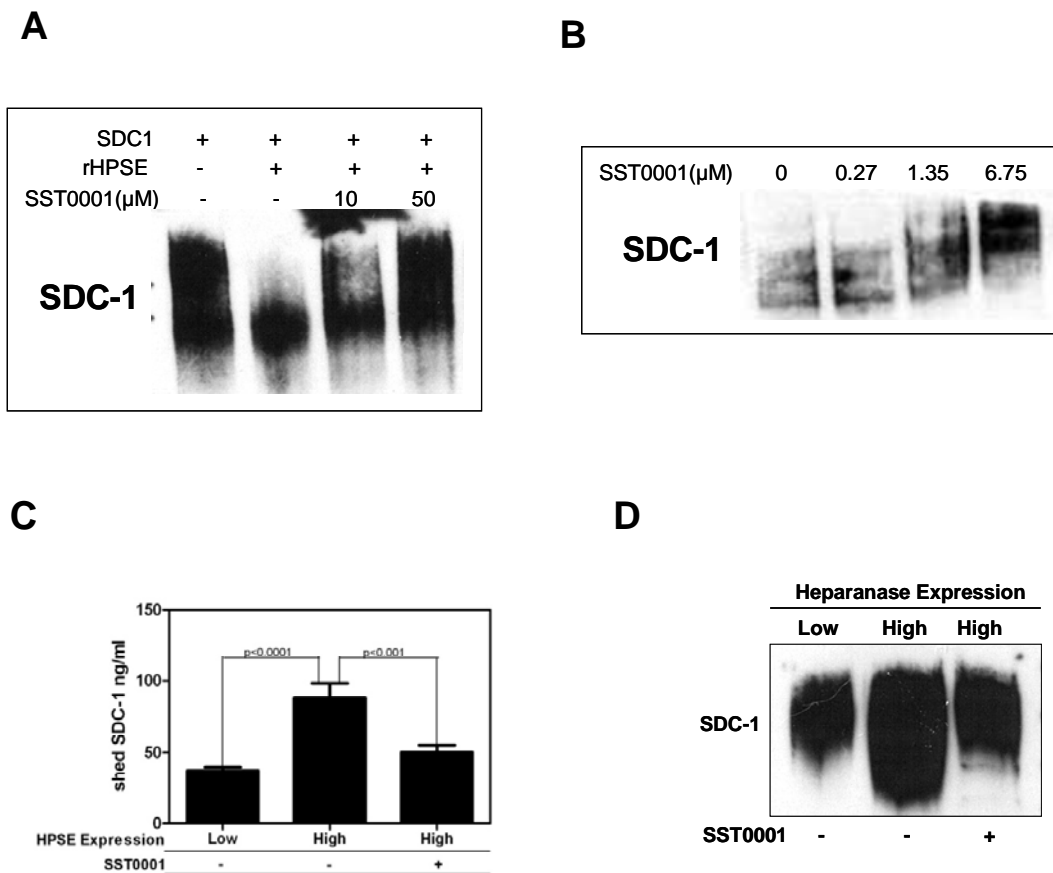 A
SDC1 + + + +
rHPSE - + + +
SST0001(µM) - - 10 50
SDC-1
B
SST0001(µM) 0 0.27 1.35 6.75
SDC-1
C
150
100
50
0
shed SDC-1 ng/ml
p<0.0001 p<0.001
HPSE Expression Low High High
SST0001 - - +
D
Heparanase Expression
Low High High
SDC-1
SST0001 - - +